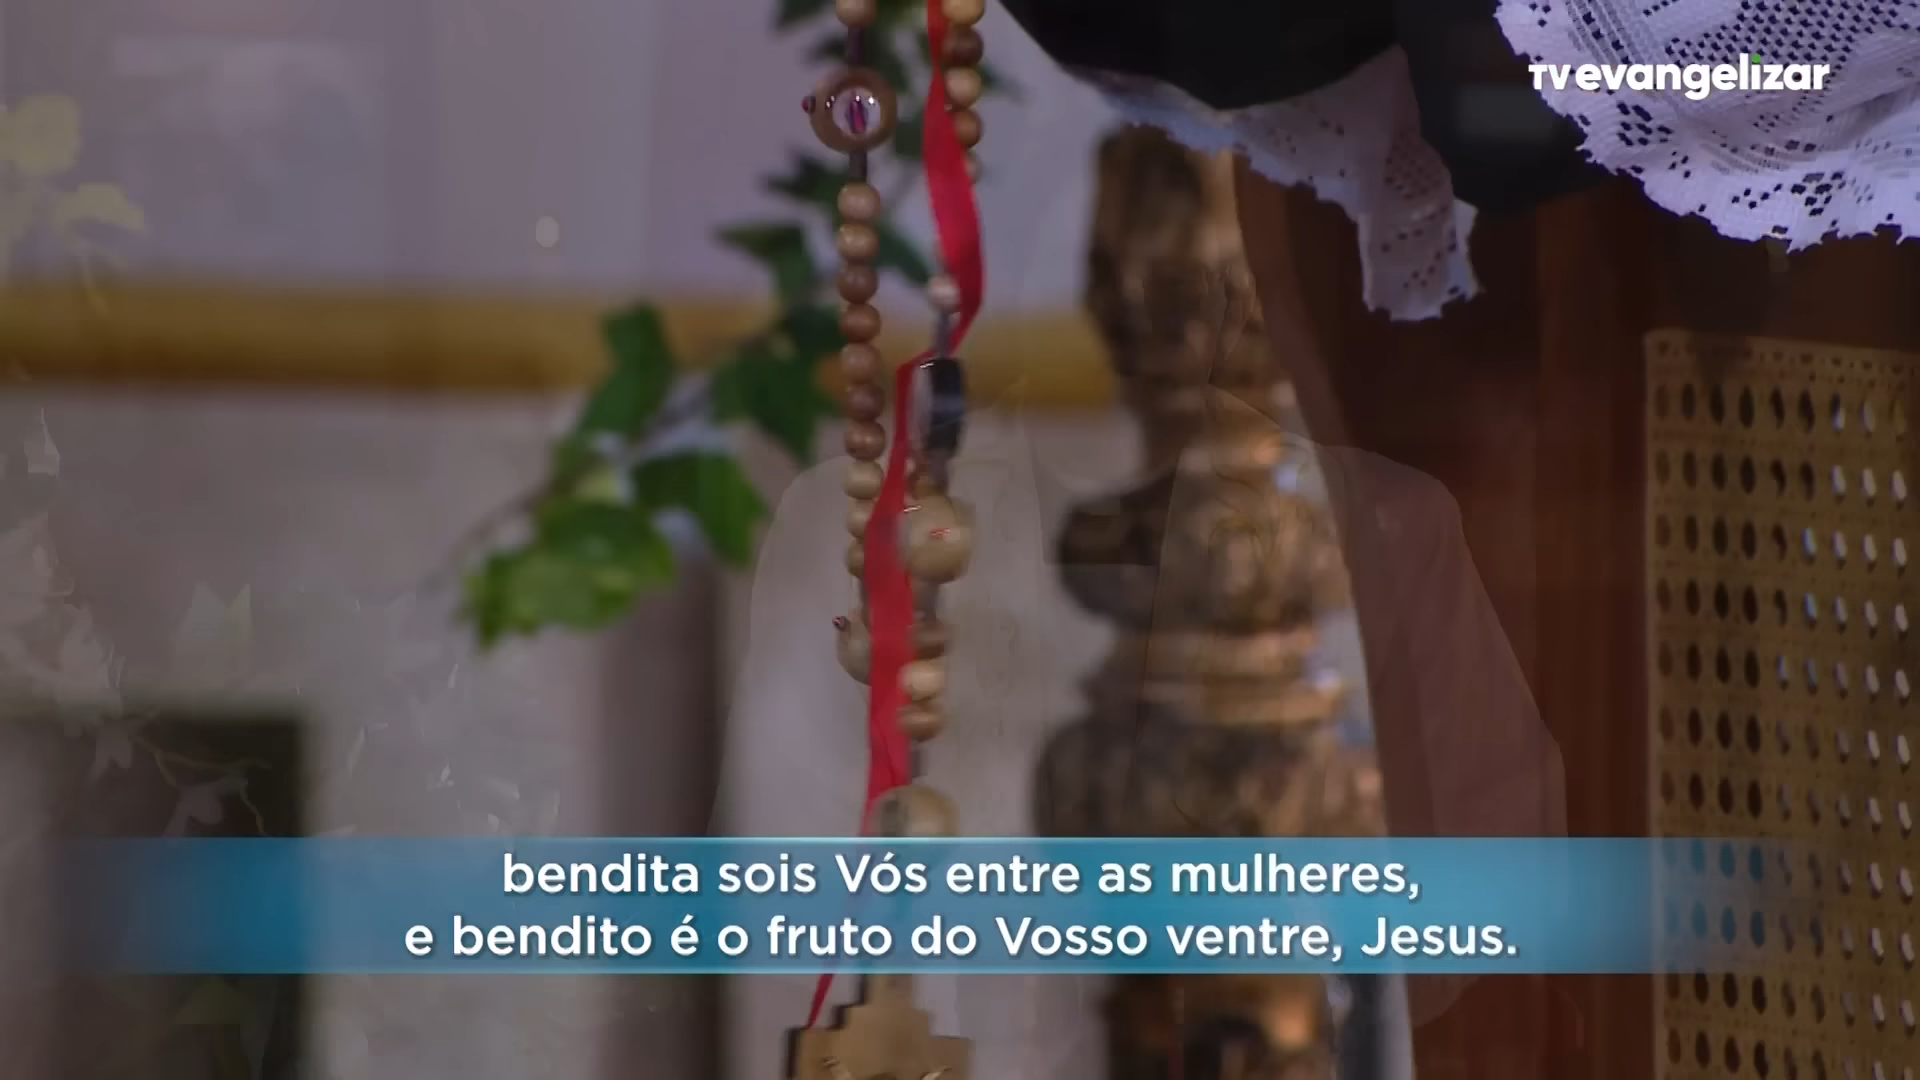 TVevangelizar
bendita sois Vós entre as mulheres,
e bendito é o fruto do Vosso ventre, Jesus.